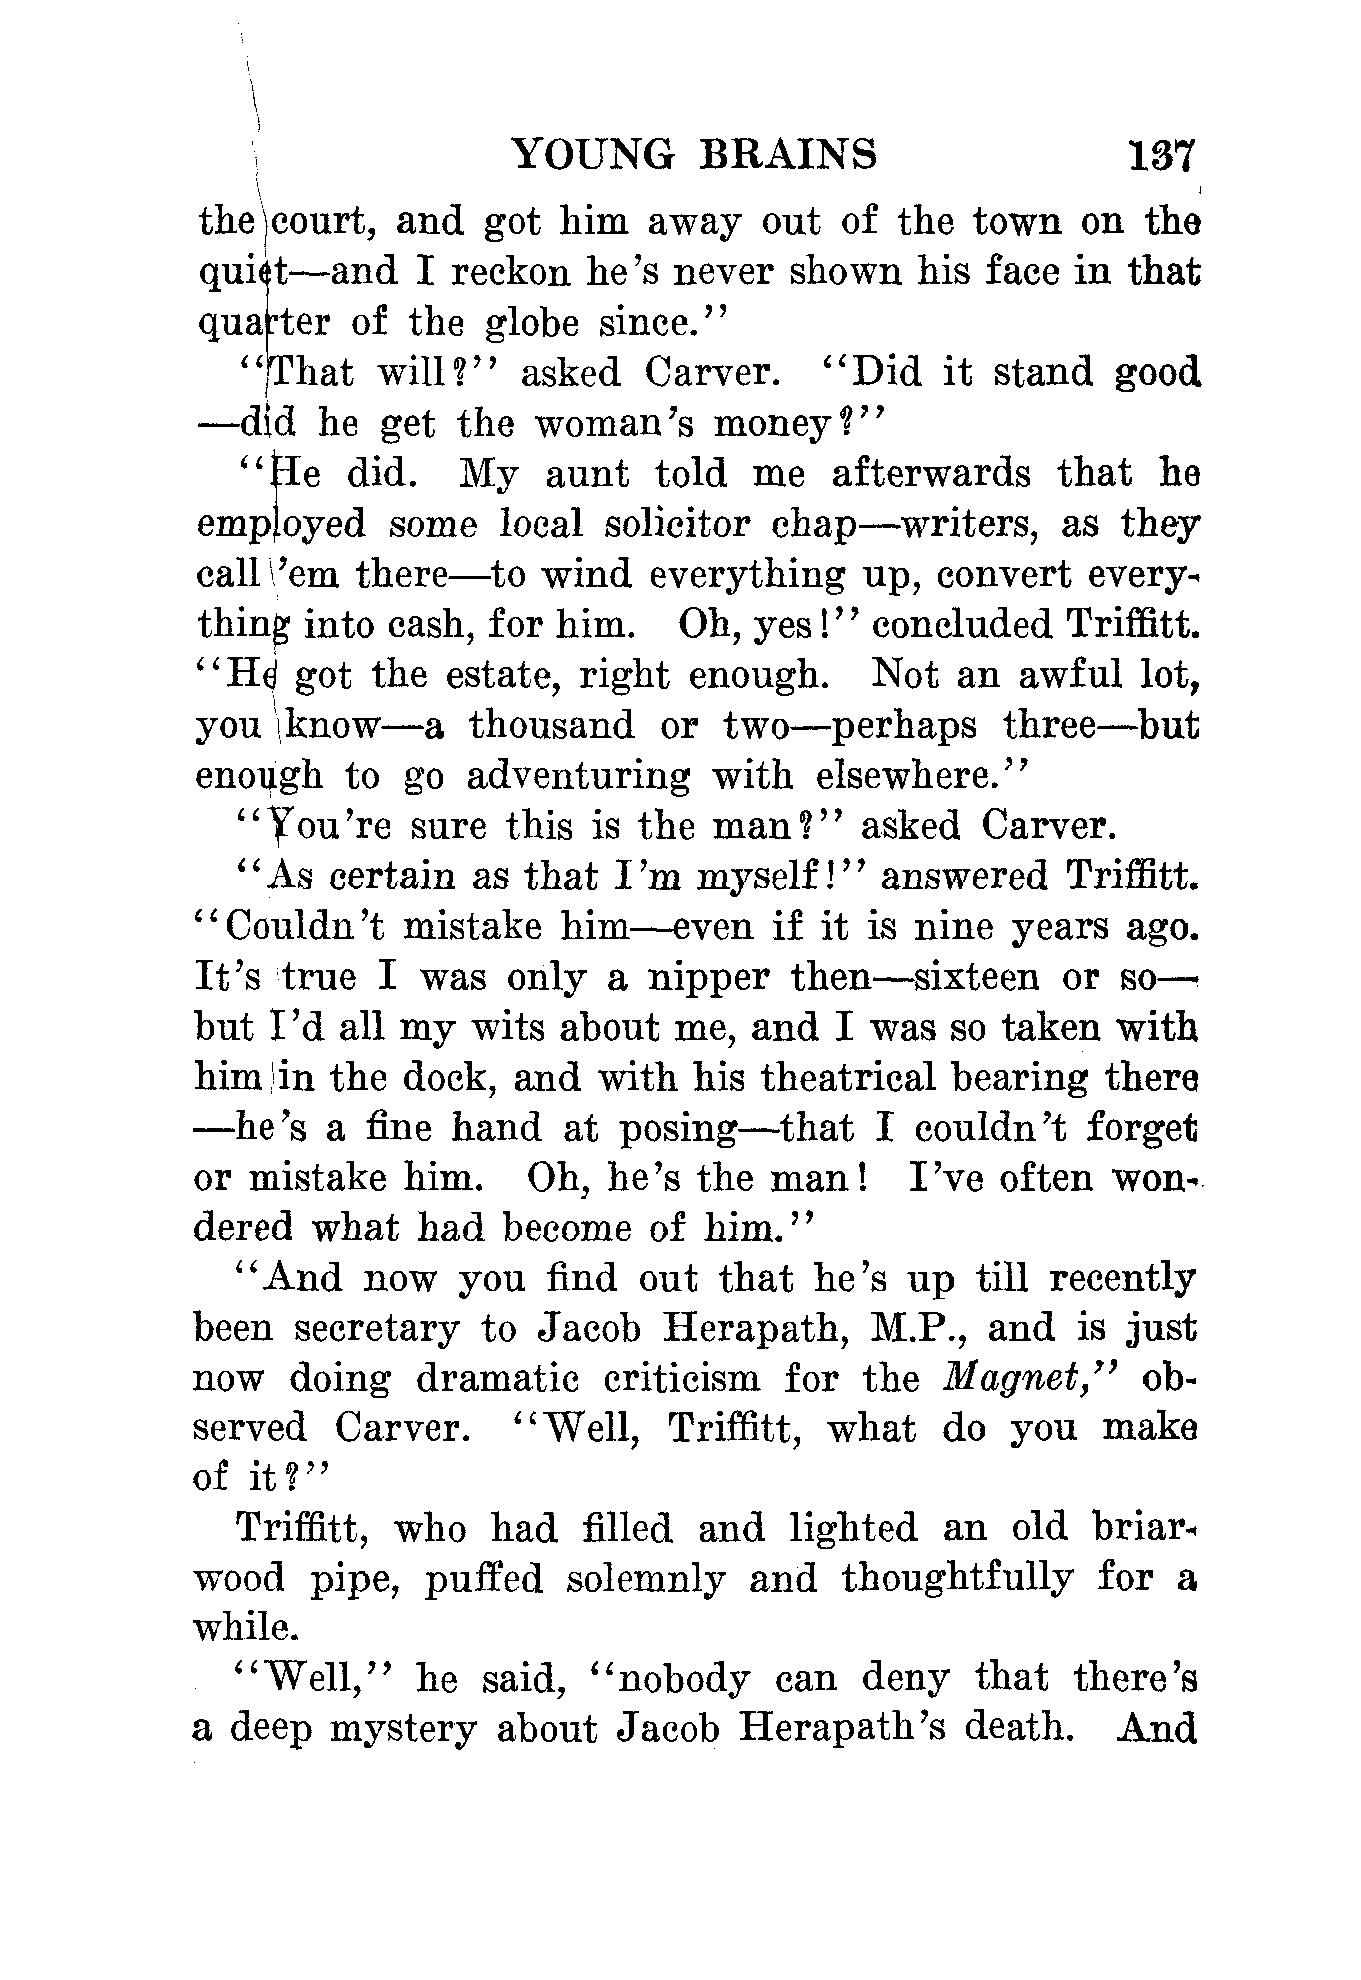 YOUNG BRAINS 137
the court, and got him away out of the town on the
quiet—and I reckon he's never shown his face in that
quarter of the globe since."
"That will?" asked Carver. "Did it stand good
—did he get the woman's money?"
"He did. My aunt told me afterwards that he
employed some local solicitor chap—writers, as they
call 'em there—to wind everything up, convert every-
thing into cash, for him. Oh, yes!" concluded Triffitt.
"He got the estate, right enough. Not an awful lot,
you know—a thousand or two—perhaps three—but
enough to go adventuring with elsewhere."
"You're sure this is the man?" asked Carver.
"As certain as that I'm myself!" answered Triffitt.
"Couldn't mistake him—even if it is nine years ago.
It's true I was only a nipper then—sixteen or so—
but I'd all my wits about me, and I was so taken with
him in the dock, and with his theatrical bearing there
—he's a fine hand at posing—that I couldn't forget
or mistake him. Oh, he's the man! I've often won-
dered what had become of him."
"And now you find out that he's up till recently
been secretary to Jacob Herapath, M.P., and is just
now doing dramatic criticism for the Magnet," ob-
served Carver. "Well, Triffitt, what do you make
of it?"
Triffitt, who had filled and lighted an old briar-
wood pipe, puffed solemnly and thoughtfully for a
while.
"Well," he said, "nobody can deny that there's
a deep mystery about Jacob Herapath's death. And